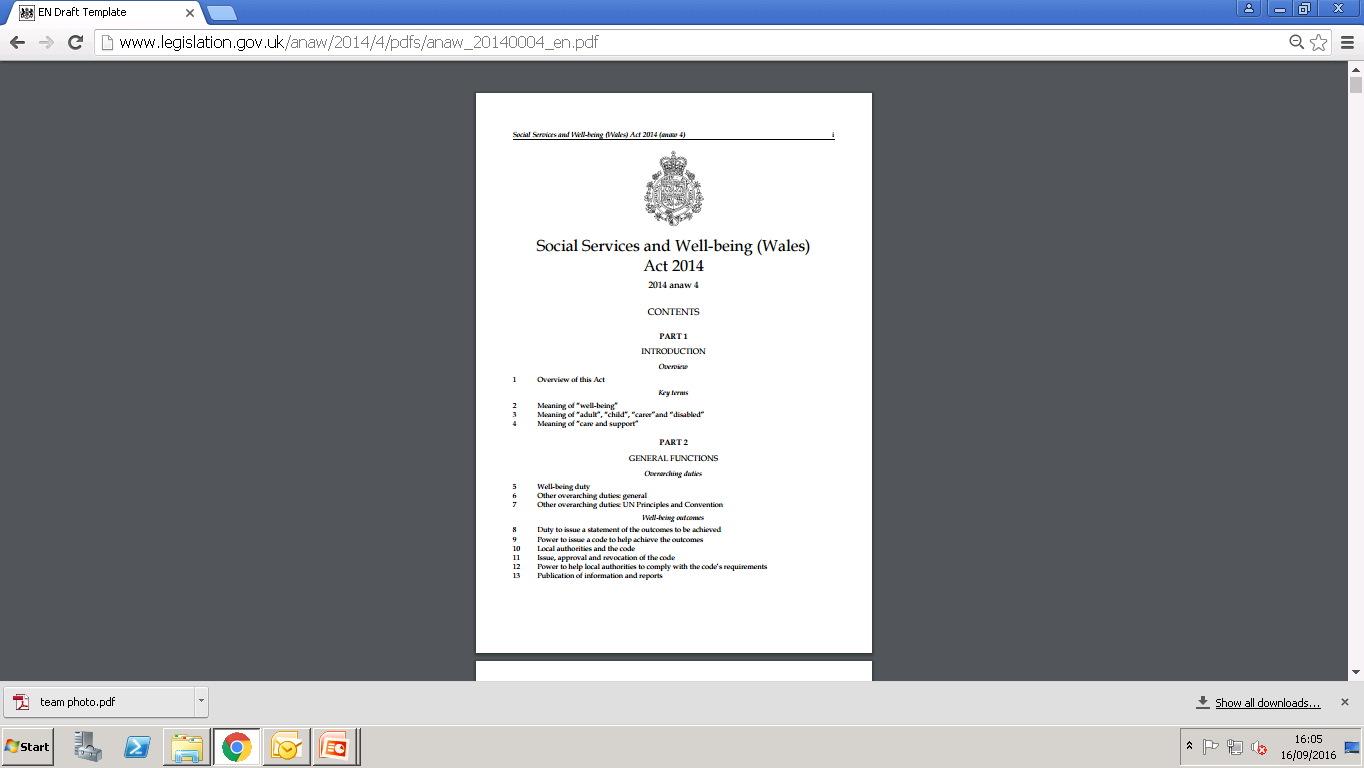 EN Draft Template
www.legislation.gov.uk/anaw/2014/4/pdfs/anaw_20140004_en.pdf
Social Services and Well-being (Wales) Act 2014 (anaw 4) i
Social Services and Well-being (Wales)
Act 2014
2014 anaw 4
CONTENTS
PART 1
INTRODUCTION
Overview
1 Overview of this Act
Key terms
2 Meaning of "well-being"
3 Meaning of "adult", "child", "carer"and "disabled"
4 Meaning of "care and support"
PART 2
GENERAL FUNCTIONS
Overarching duties
5 Well-being duty
6 Other overarching duties: general
7 Other overarching duties: UN Principles and Convention
Well-being outcomes
8 Duty to issue a statement of the outcomes to be achieved
9 Power to issue a code to help achieve the outcomes
10 Local authorities and the code
11 Issue, approval and revocation of the code
12 Power to help local authorities to comply with the code's requirements
13 Publication of information and reports
team photo.pdf
Show all downloads...
Start
16:05
16/09/2016